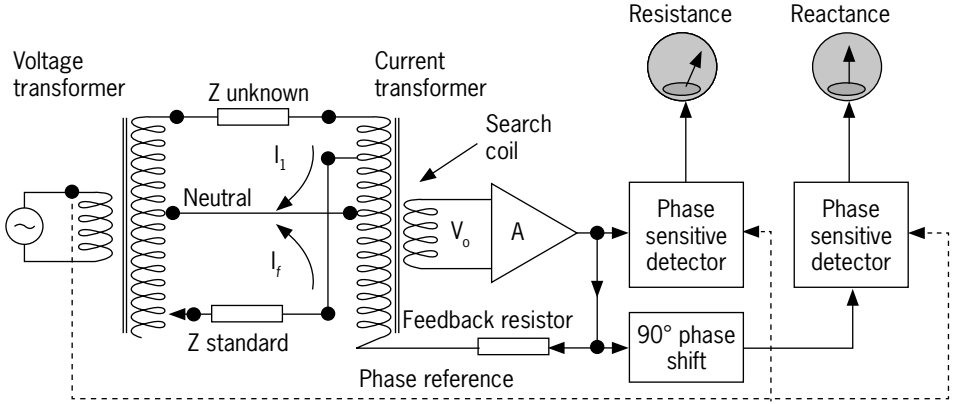 Resistance
Reactance
Voltage
transformer
Current
transformer
Z unknown
Search
coil
I1
Neutral
Vo
A
Phase
sensitive
detector
Phase
sensitive
detector
~
If
Z standard
Feedback resistor
90° phase
shift
Phase reference